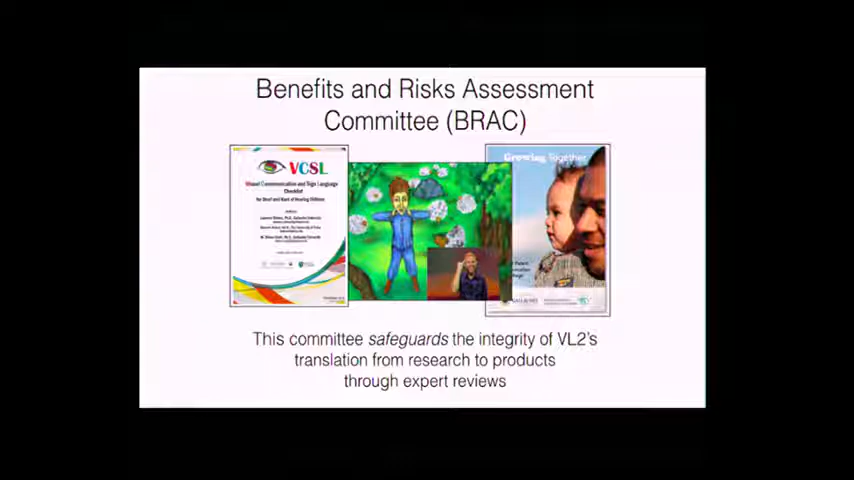 Benefits and Risks Assessment
Committee (BRAC)
VCSL
Visual Communication and Sign Language
Checklist
for Deaf and Hard of Hearing Children
Growing Together
This committee safeguards the integrity of VL2's
translation from research to products
through expert reviews